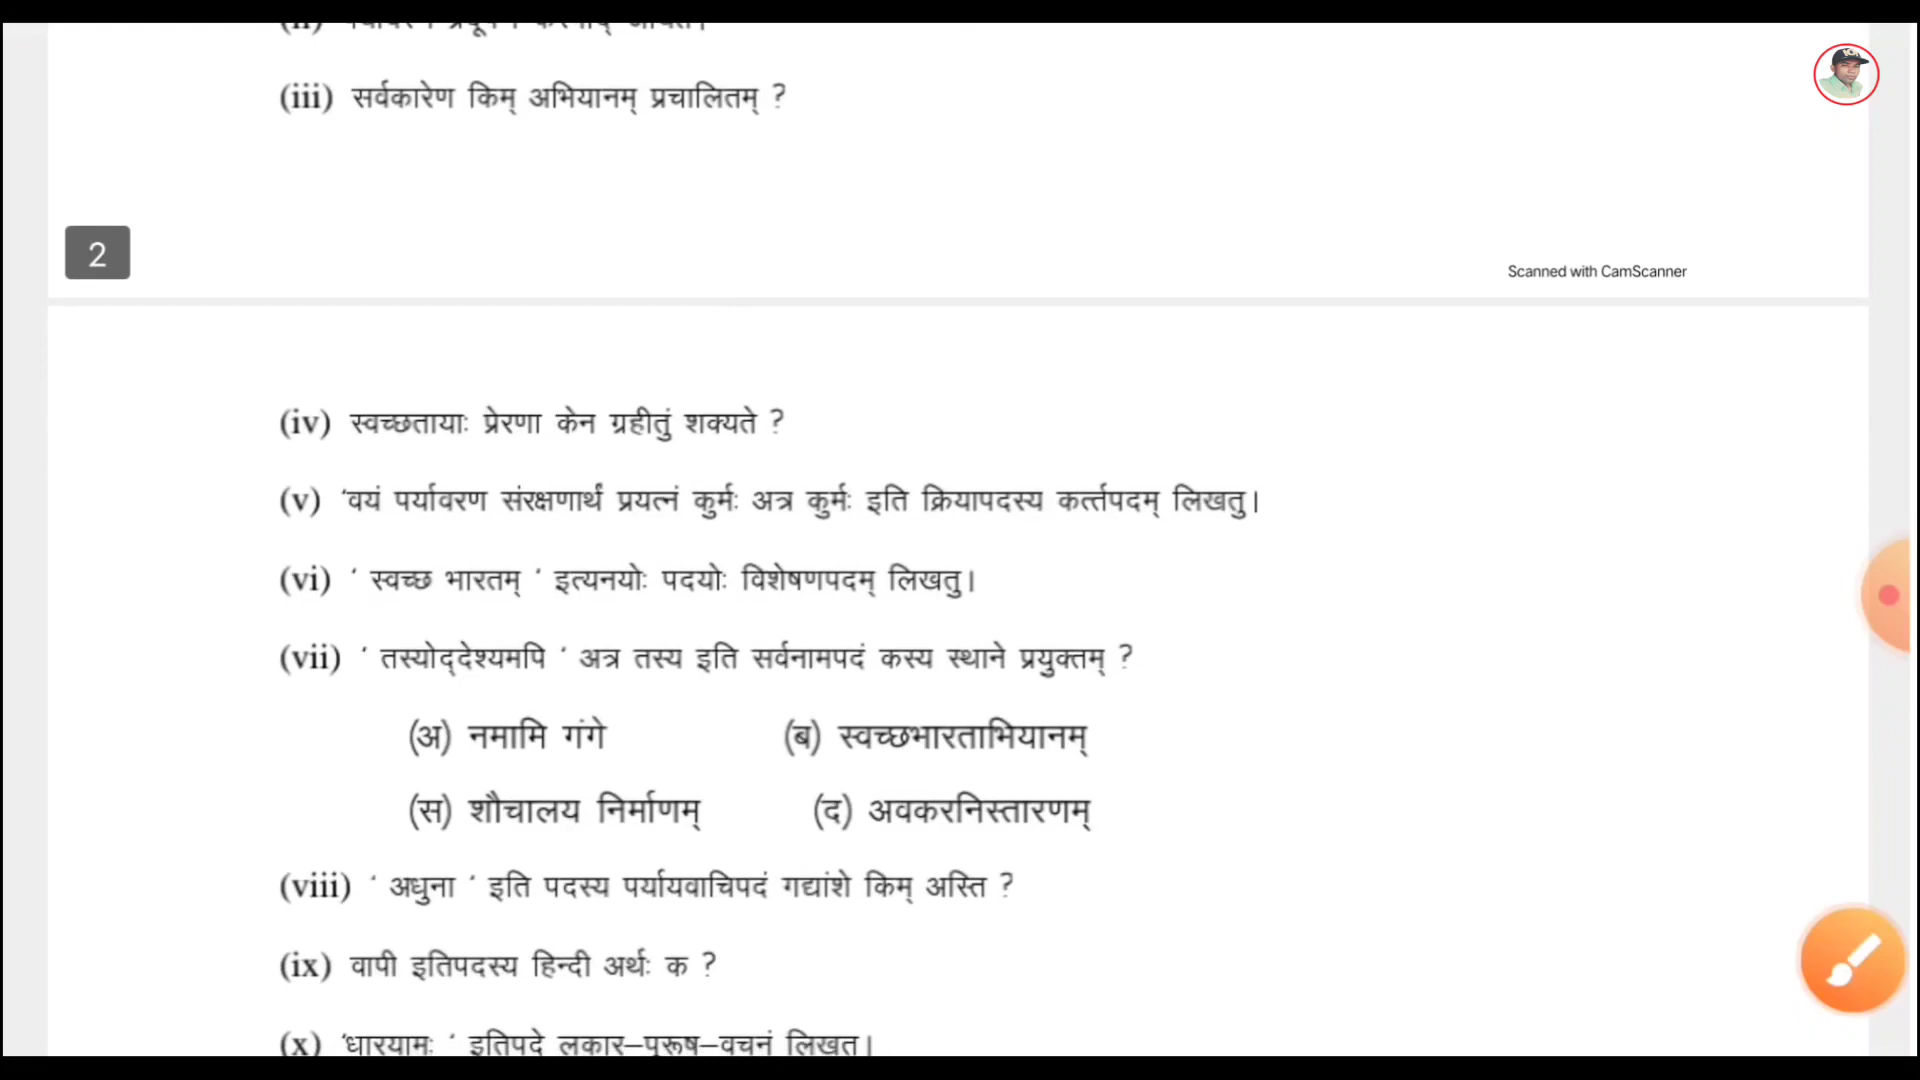 (iii) सर्वकारेण किम् अभियानम् प्रचालितम् ?
2
Scanned with CamScanner
(iv) स्वच्छतायाः प्रेरणा केन ग्रहीतुं शक्यते ?
(v) 'वयं पर्यावरण संरक्षणार्थं प्रयत्नं कुर्मः अत्र कुर्मः इति क्रियापदस्य कर्त्तपदम् लिखतु।
(vi) ' स्वच्छ भारतम् ' इत्यनयोः पदयोः विशेषणपदम् लिखतु।
(vii) ' तस्योद्देश्यमपि ' अत्र तस्य इति सर्वनामपदं कस्य स्थाने प्रयुक्तम् ?
(अ) नमामि गंगे (ब) स्वच्छभारताभियानम्
(स) शौचालय निर्माणम् (द) अवकरनिस्तारणम्
(viii) ' अधुना ' इति पदस्य पर्यायवाचिपदं गद्यांशे किम् अस्ति ?
(ix) वापी इतिपदस्य हिन्दी अर्थः क ?
(x) 'धारयामः ' इतिपदे लकार–पुरूष–वचनं लिखत।